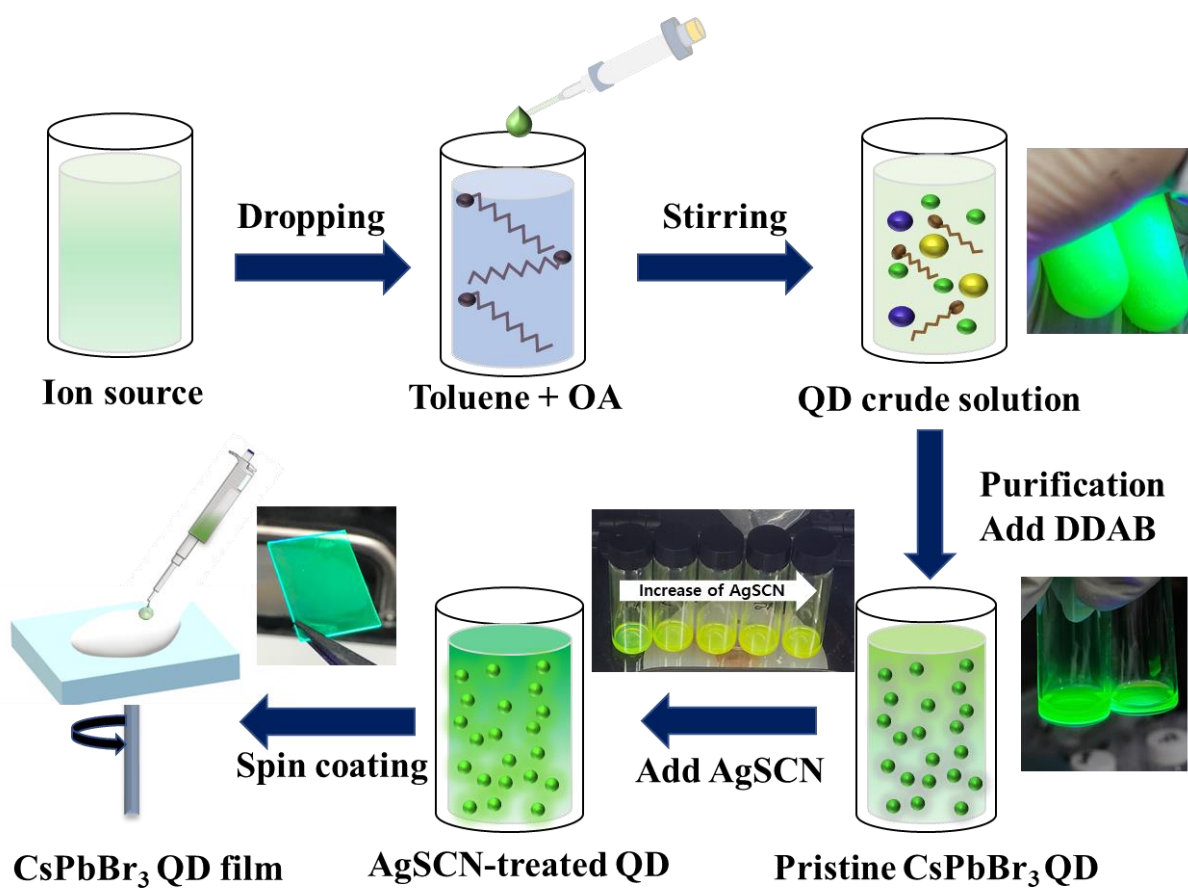 Dropping
Stirring
Ion source
Toluene + OA
QD crude solution
Purification
Add DDAB
Increase of AgSCN
Add AgSCN
Spin coating
CsPbBr₃ QD film
AgSCN-treated QD
Pristine CsPbBr₃ QD